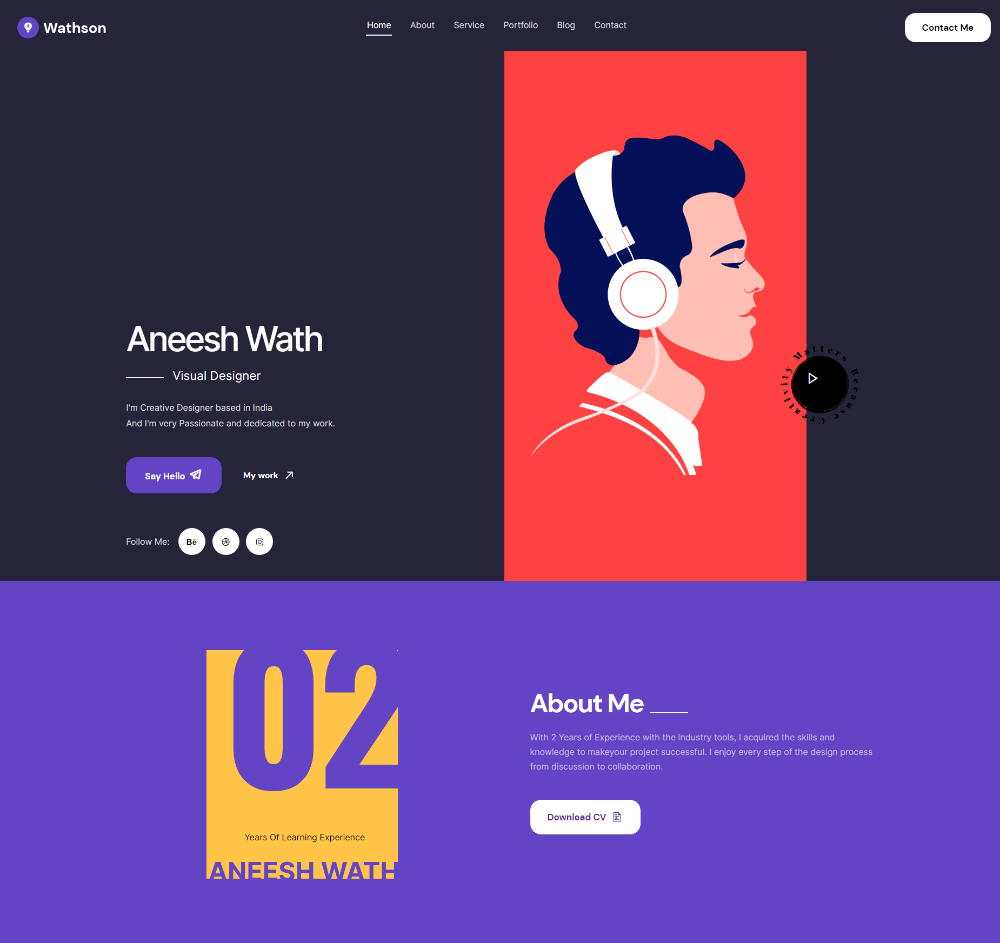 Wathson
Home About Service Portfolio Blog Contact
Contact Me
Aneesh Wath
Visual Designer
I'm Creative Designer based in India
And I'm very Passionate and dedicated to my work.
Because Creativity Matters
Say Hello
My work
Follow Me:
Bē
02
Years Of Learning Experience
ANEESH WATH
About Me
With 2 Years of Experience with the industry tools, I acquired the skills and
knowledge to makeyour project successful. I enjoy every step of the design process
from discussion to collaboration.
Download CV